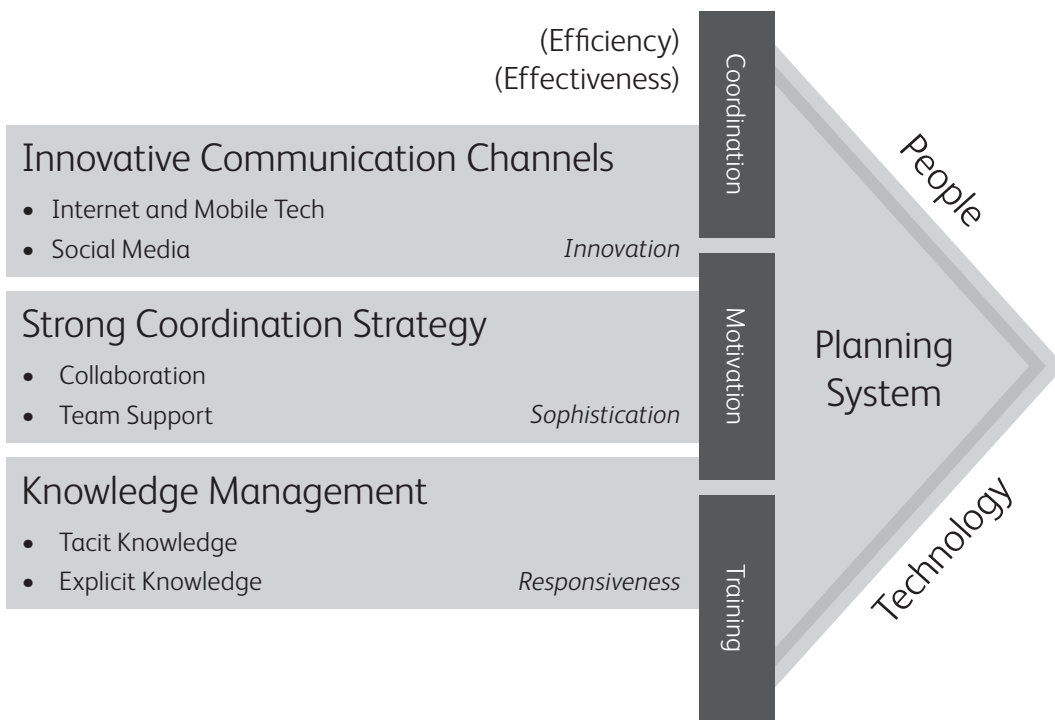 (Efficiency)
(Effectiveness)
Innovative Communication Channels
• Internet and Mobile Tech
• Social Media
Innovation
Strong Coordination Strategy
• Collaboration
• Team Support
Sophistication
Knowledge Management
• Tacit Knowledge
• Explicit Knowledge
Responsiveness
Coordination
Motivation
Training
Planning
System
People
Technology